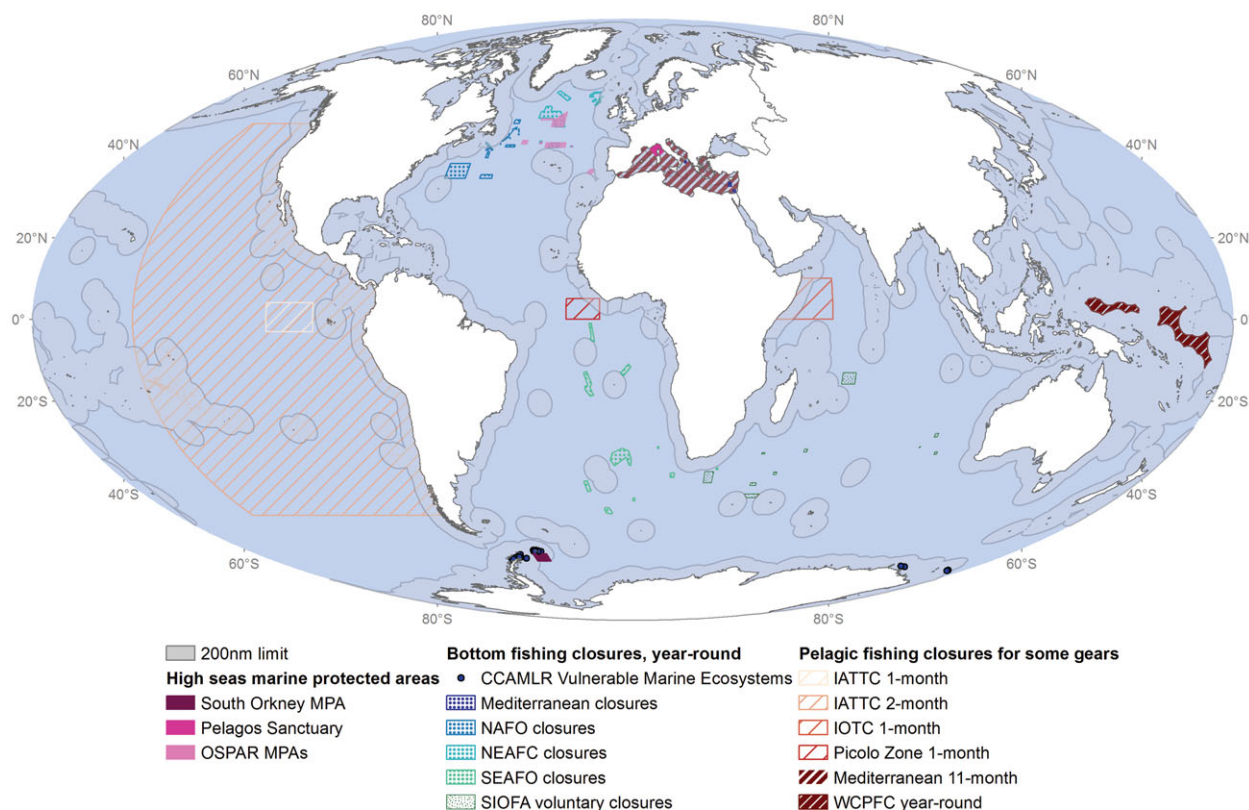 80°N
80°N
60°N
60°N
40°N
40°N
20°N
20°N
0°
0
20°S
20°S
40°S
40°S
60°S
60°S
80°S
80°S
200nm limit
High seas marine protected areas
South Orkney MPA
Pelagos Sanctuary
OSPAR MPAs
Bottom fishing closures, year-round
CCAMLR Vulnerable Marine Ecosystems
Mediterranean closures
NAFO closures
NEAFC closures
SEAFO closures
SIOFA voluntary closures
Pelagic fishing closures for some gears
IATTC 1-month
IATTC 2-month
IOTC 1-month
Picolo Zone 1-month
Mediterranean 11-month
WCPFC year-round